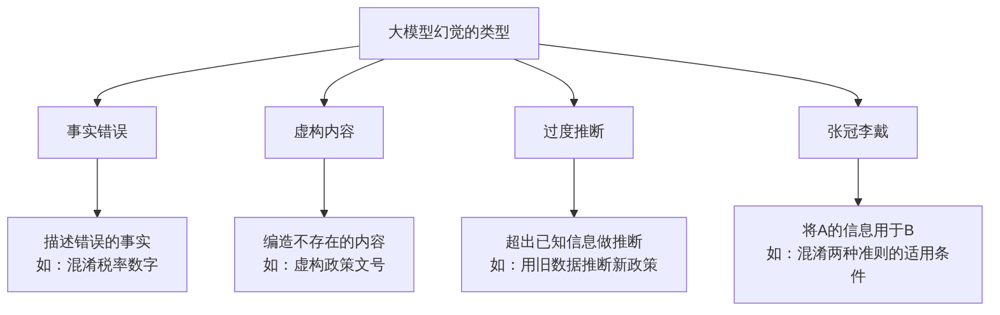 大模型幻觉的类型
事实错误
虚构内容
过度推断
张冠李戴
描述错误的事实
如：混淆税率数字
编造不存在的内容
如：虚构政策文号
超出已知信息做推断
如：用旧数据推断新政策
将A的信息用于B
如：混淆两种准则的适用条
件